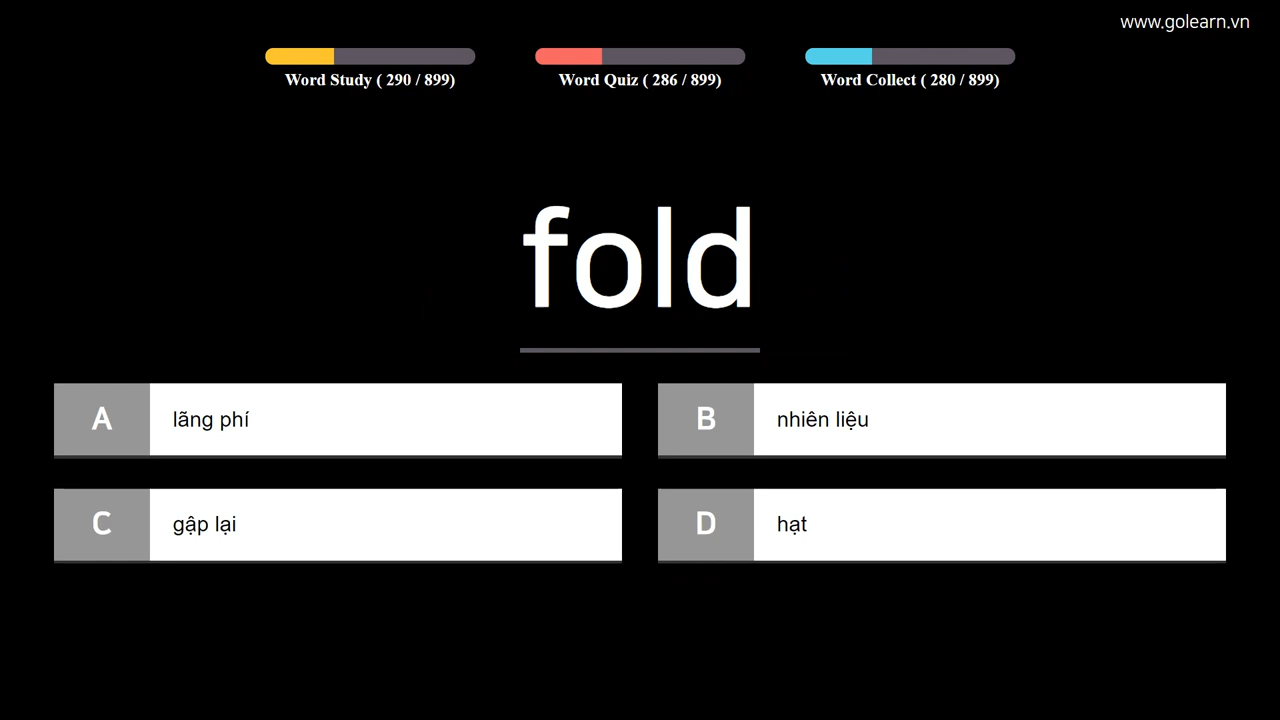 www.golearn.vn
Word Study ( 290 / 899)
Word Quiz ( 286 / 899)
Word Collect ( 280 / 899)
fold
A lãng phí
B nhiên liệu
C gập lại
D hạt